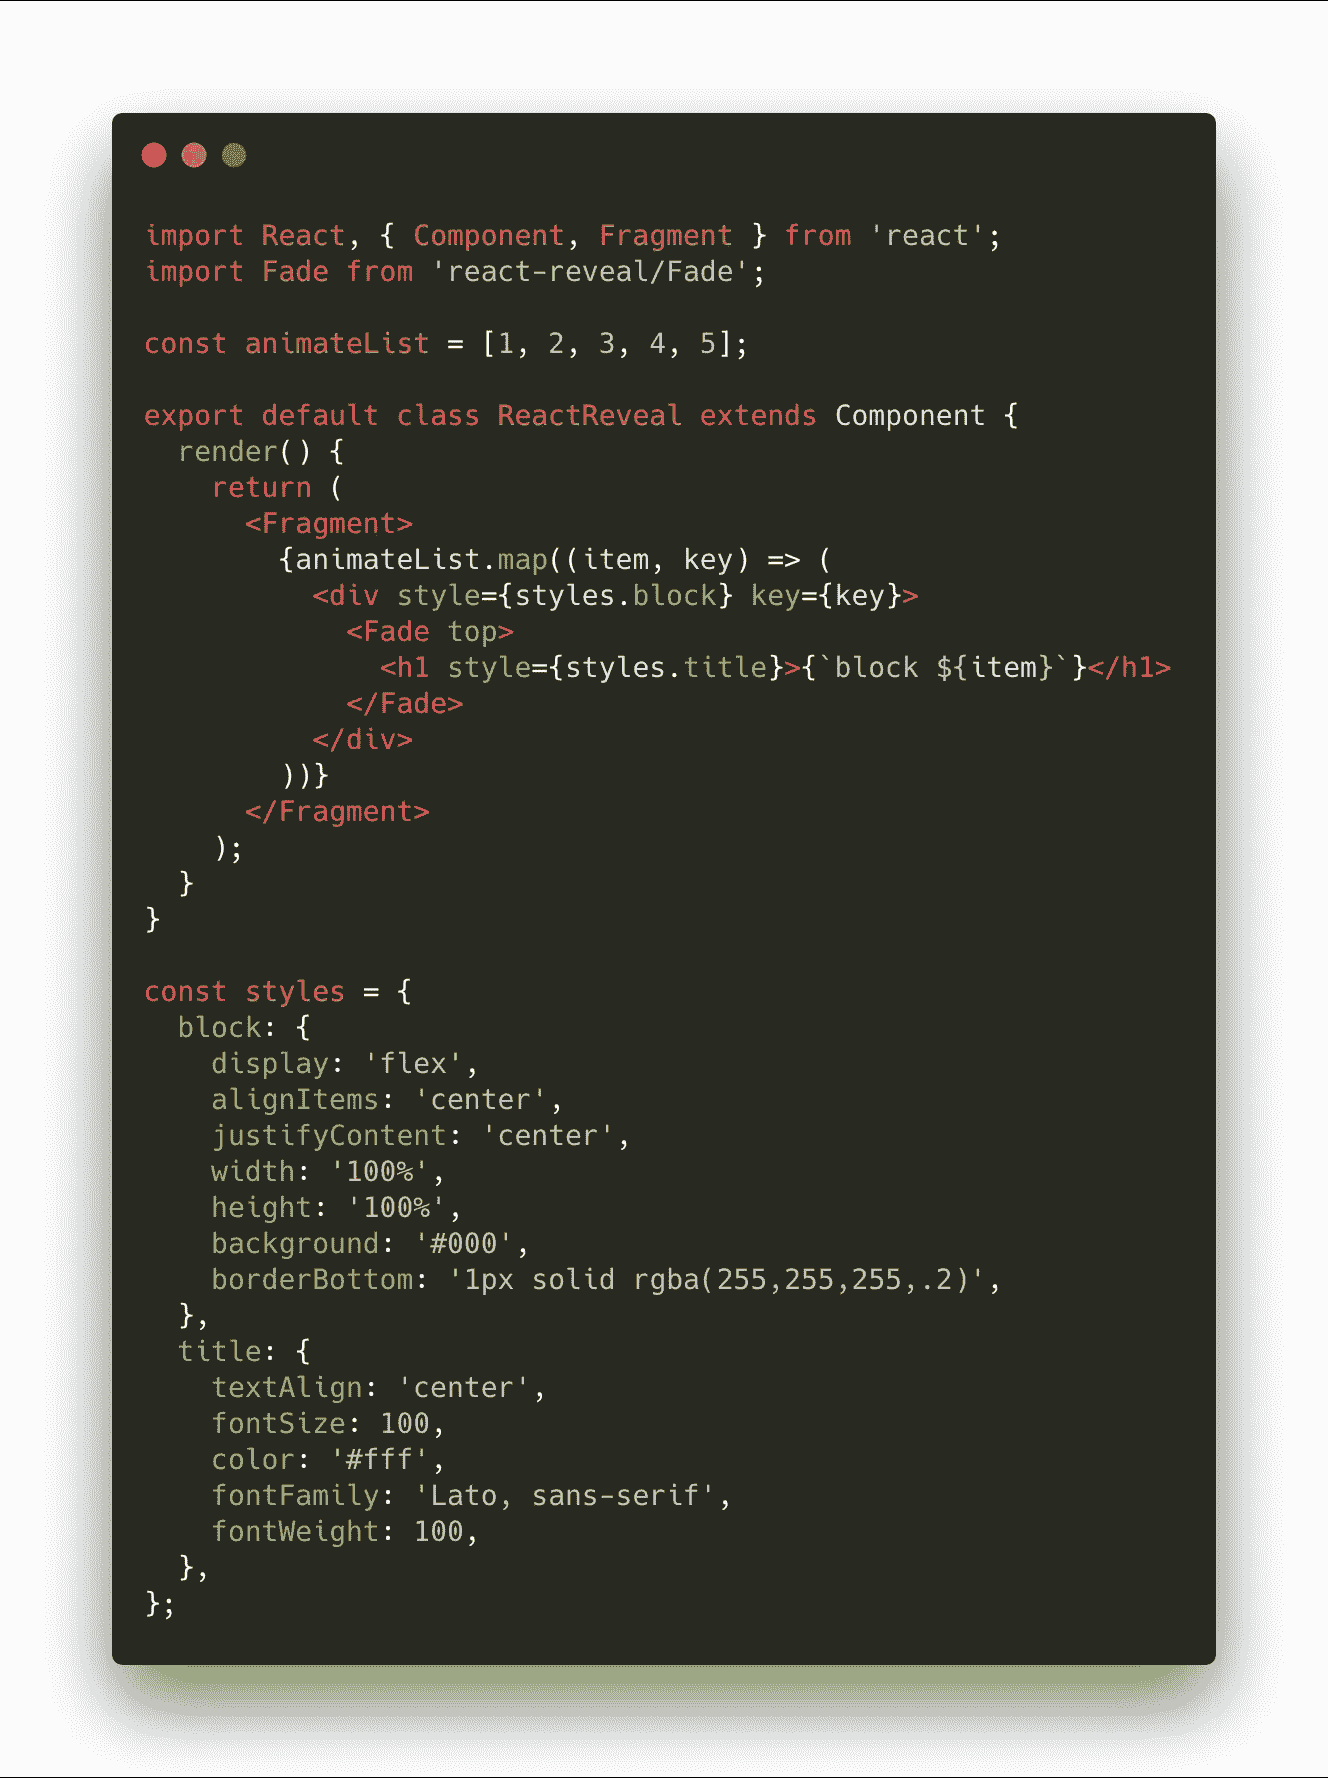 import React, { Component, Fragment } from 'react';
import Fade from 'react-reveal/Fade';

const animateList = [1, 2, 3, 4, 5];

export default class ReactReveal extends Component {
  render() {
    return (
      <Fragment>
        {animateList.map((item, key) => (
          <div style={styles.block} key={key}>
            <Fade top>
              <h1 style={styles.title}>{`block ${item}`}</h1>
            </Fade>
          </div>
        ))}
      </Fragment>
    );
  }
}

const styles = {
  block: {
    display: 'flex',
    alignItems: 'center',
    justifyContent: 'center',
    width: '100%',
    height: '100%',
    background: '#000',
    borderBottom: '1px solid rgba(255,255,255,.2)',
  },
  title: {
    textAlign: 'center',
    fontSize: 100,
    color: '#fff',
    fontFamily: 'Lato, sans-serif',
    fontWeight: 100,
  },
};